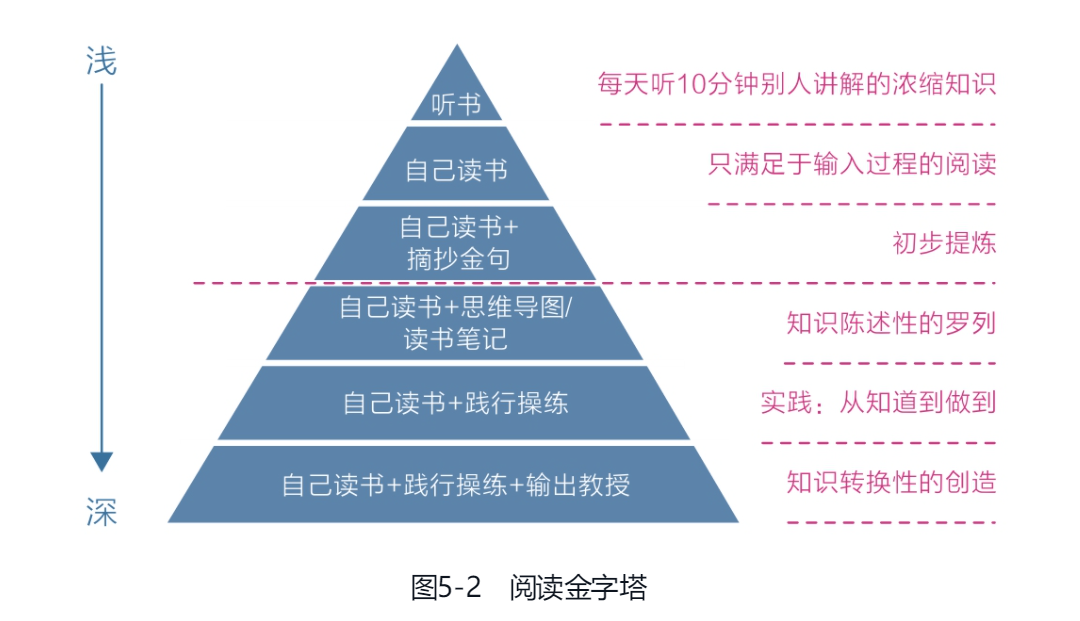 浅
听书
每天听10分钟别人讲解的浓缩知识
自己读书
只满足于输入过程的阅读
自己读书+
摘抄金句
初步提炼
自己读书+思维导图/
读书笔记
知识陈述性的罗列
自己读书+践行操练
实践：从知道到做到
自己读书+践行操练+输出教授
知识转换性的创造
深
图5-2 阅读金字塔